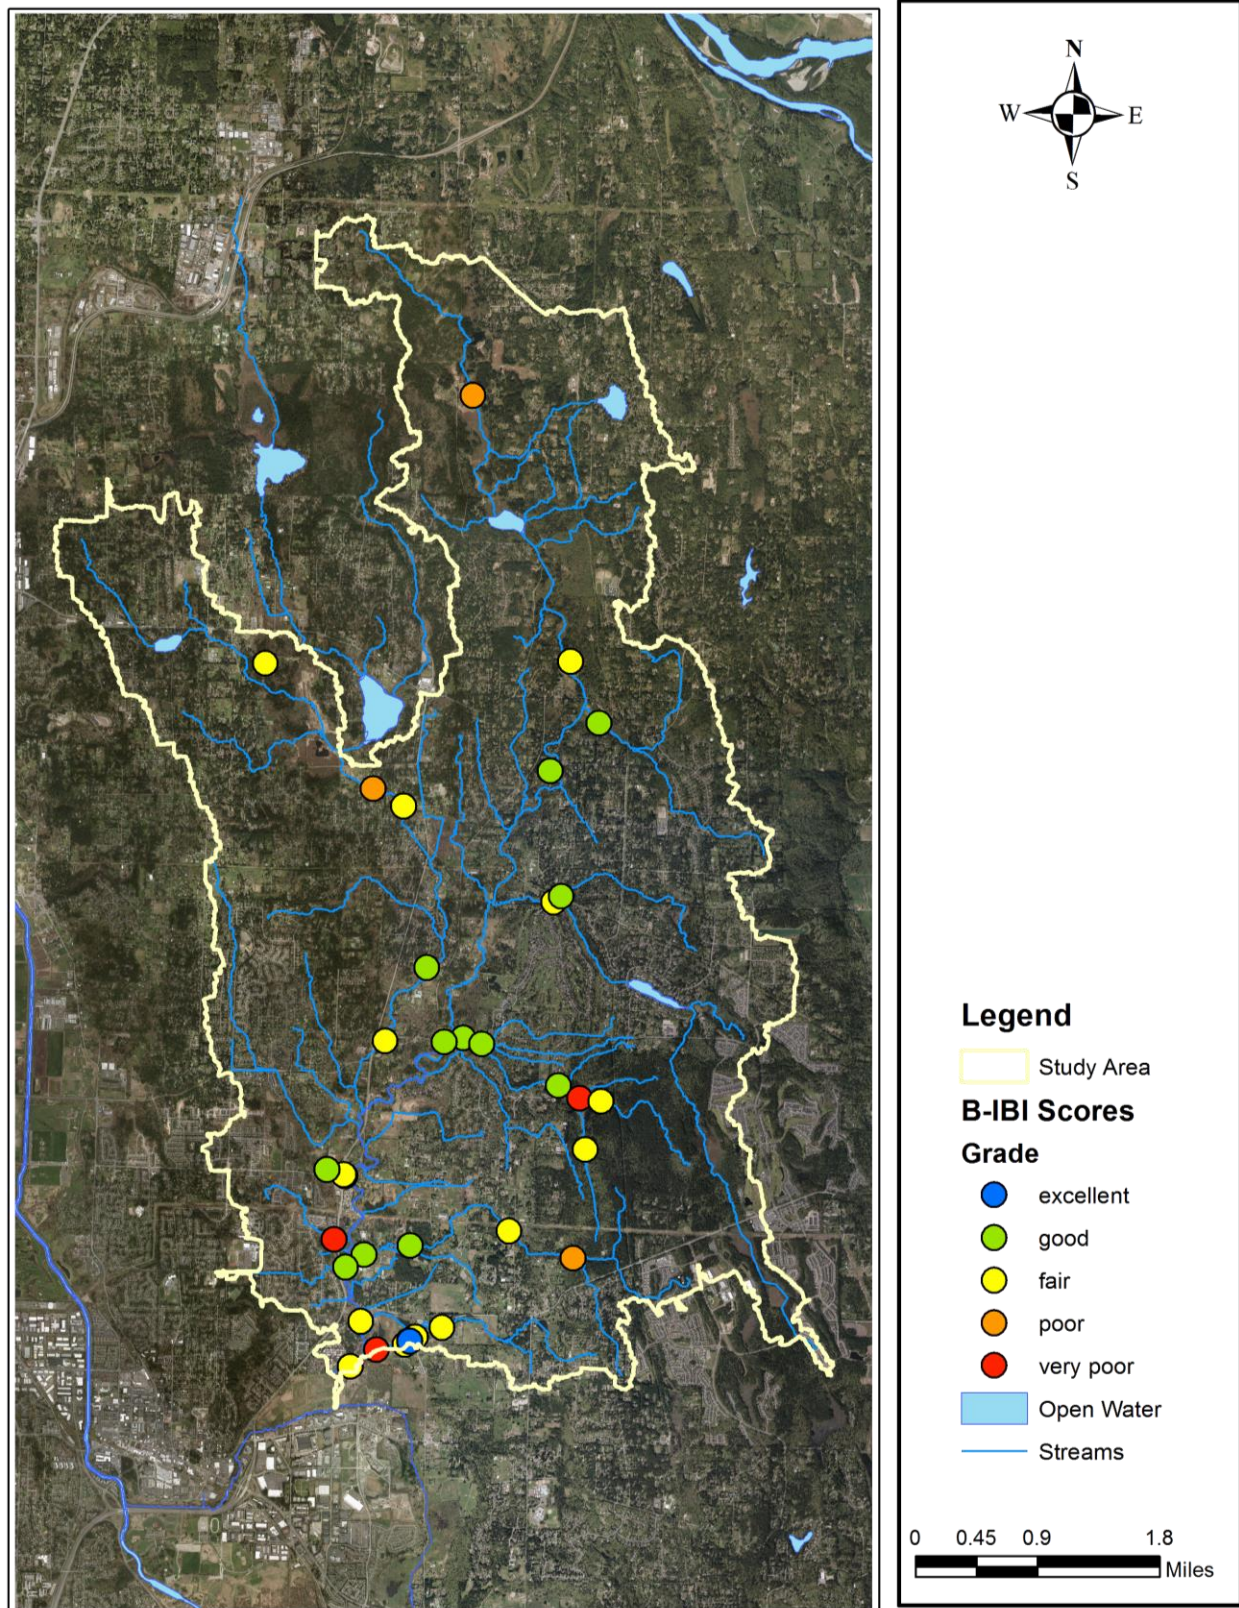 N
W E
S
Legend
Study Area
B-IBI Scores
Grade
excellent
good
fair
poor
very poor
Open Water
Streams
0 0.45 0.9 1.8
Miles